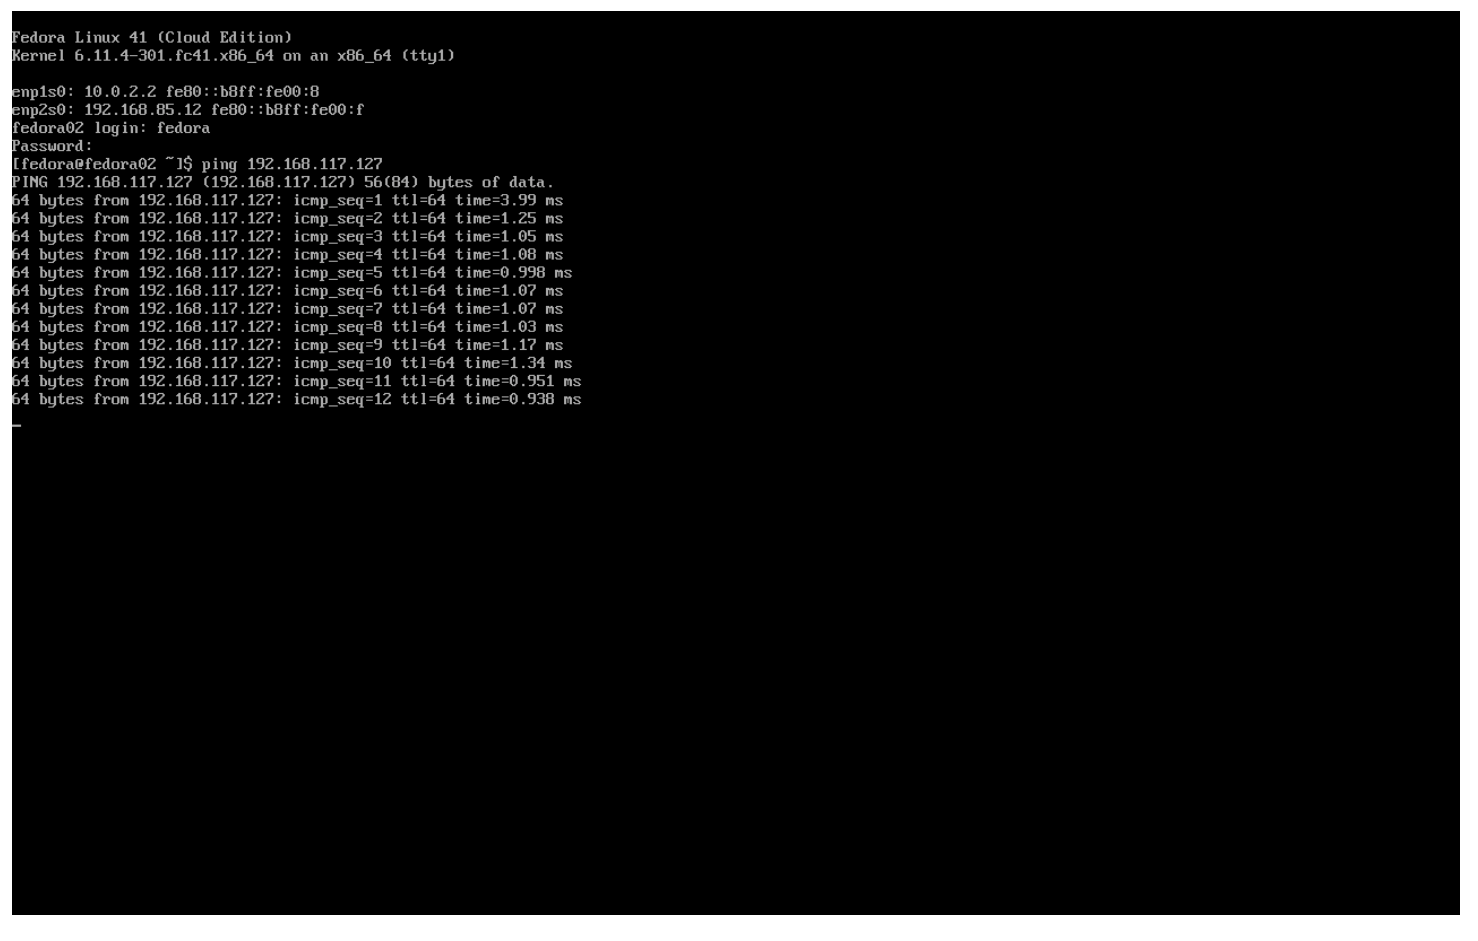 Fedora Linux 41 (Cloud Edition)
Kernel 6.11.4-301.fc41.x86_64 on an x86_64 (tty1)
enp1s0: 10.0.2.2 fe80::b8ff:fe00:8
enp2s0: 192.168.85.12 fe80::b8ff:fe00:f
fedora02 login: fedora
Password:
[fedora@fedora02 ~]$ ping 192.168.117.127
PING 192.168.117.127 (192.168.117.127) 56(84) bytes of data.
64 bytes from 192.168.117.127: icmp_seq=1 ttl=64 time=3.99 ms
64 bytes from 192.168.117.127: icmp_seq=2 ttl=64 time=1.25 ms
64 bytes from 192.168.117.127: icmp_seq=3 ttl=64 time=1.05 ms
64 bytes from 192.168.117.127: icmp_seq=4 ttl=64 time=1.08 ms
64 bytes from 192.168.117.127: icmp_seq=5 ttl=64 time=0.998 ms
64 bytes from 192.168.117.127: icmp_seq=6 ttl=64 time=1.07 ms
64 bytes from 192.168.117.127: icmp_seq=7 ttl=64 time=1.07 ms
64 bytes from 192.168.117.127: icmp_seq=8 ttl=64 time=1.03 ms
64 bytes from 192.168.117.127: icmp_seq=9 ttl=64 time=1.17 ms
64 bytes from 192.168.117.127: icmp_seq=10 ttl=64 time=1.34 ms
64 bytes from 192.168.117.127: icmp_seq=11 ttl=64 time=0.951 ms
64 bytes from 192.168.117.127: icmp_seq=12 ttl=64 time=0.938 ms